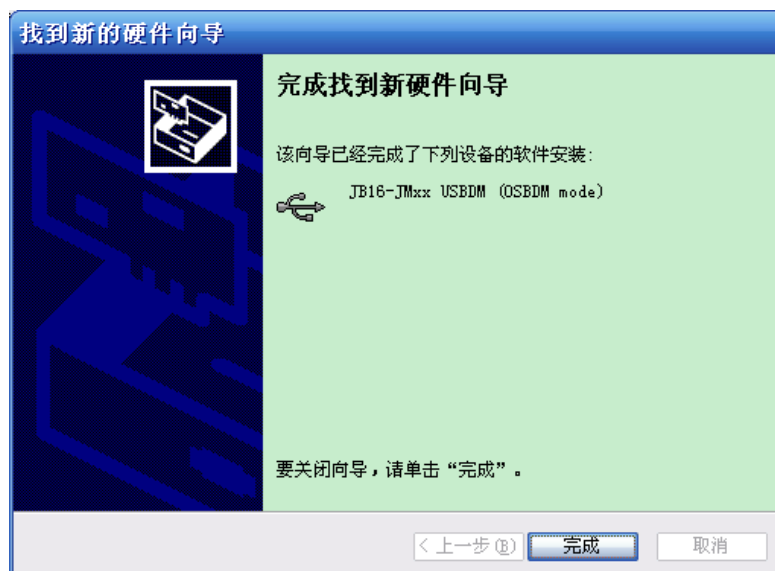 找到新的硬件向导
完成找到新硬件向导
该向导已经完成了下列设备的软件安装:
JB16-JMxx USBDM (OSBDM mode)
要关闭向导，请单击“完成”。
< 上一步(B) 完成 取消